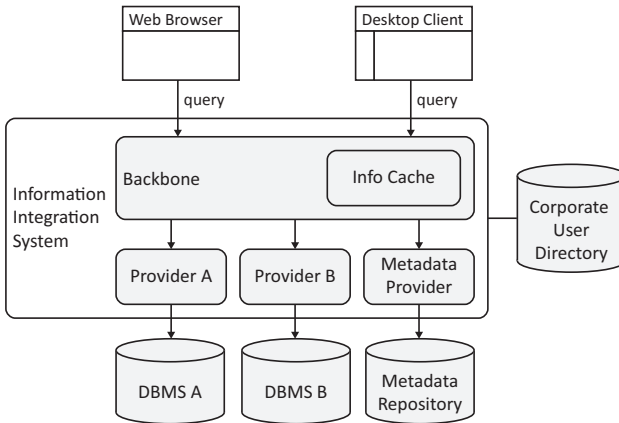 Web Browser
Desktop Client
query
query
Information
Integration
System
Backbone
Info Cache
Corporate
User
Directory
Provider A
Provider B
Metadata
Provider
DBMS A
DBMS B
Metadata
Repository